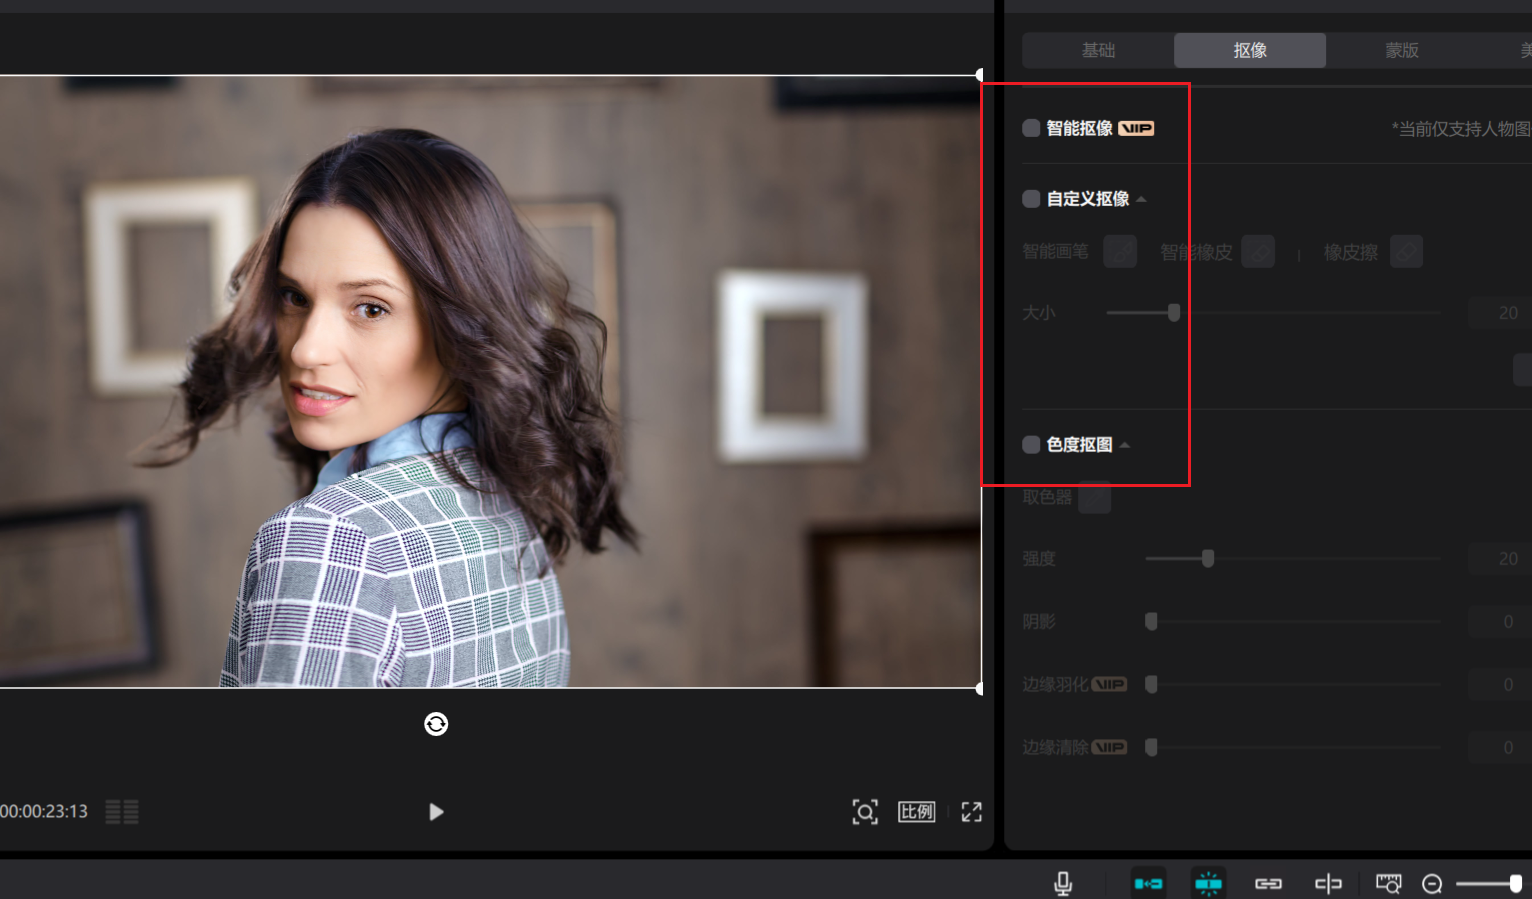 基础 抠像 蒙版
智能抠像 VIP *当前仅支持人物图
自定义抠像
智能画笔 智能橡皮 橡皮擦
大小 20
色度抠图
取色器
强度 20
阴影 0
边缘羽化 VIP 0
边缘清除 VIP 0
00:00:23:13 比例